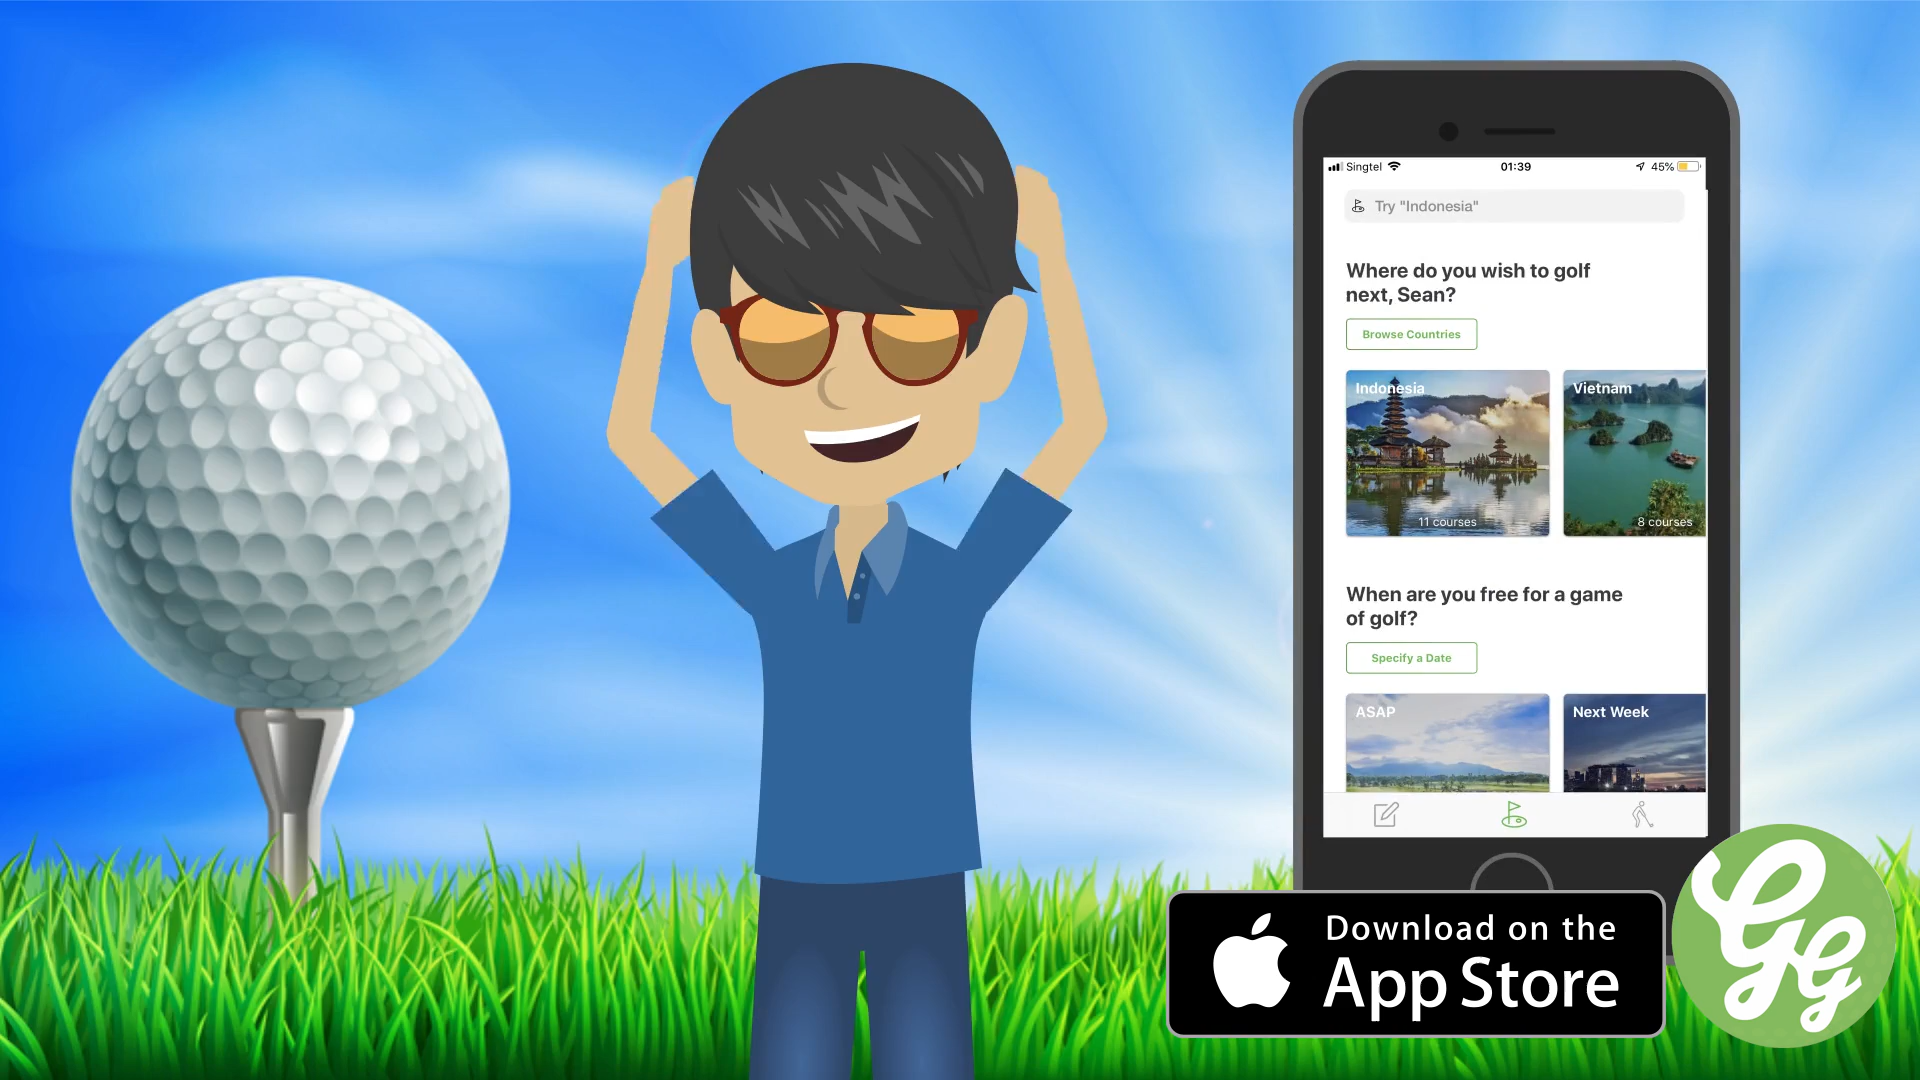 Singtel 01:39 45%
Try "Indonesia"
Where do you wish to golf
next, Sean?
Browse Countries
Indonesia Vietnam
11 courses 8 courses
When are you free for a game
of golf?
Specify a Date
ASAP Next Week
Download on the
App Store
GG